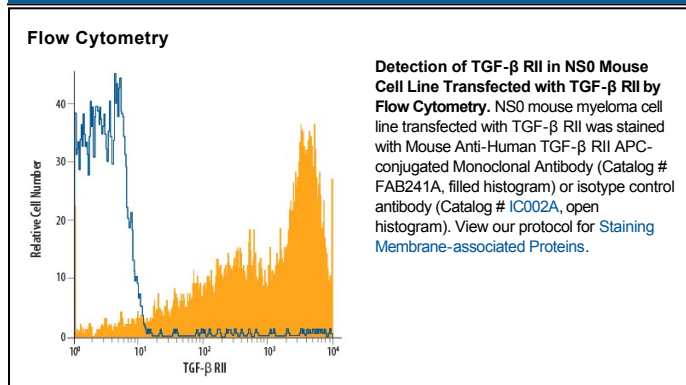 Flow Cytometry
Relative Cell Number
40
30
20
10
0
10⁰ 10¹ 10² 10³ 10⁴
TGF-β RII
Detection of TGF-β RII in NS0 Mouse
Cell Line Transfected with TGF-β RII by
Flow Cytometry. NS0 mouse myeloma cell
line transfected with TGF-β RII was stained
with Mouse Anti-Human TGF-β RII APC-
conjugated Monoclonal Antibody (Catalog #
FAB241A, filled histogram) or isotype control
antibody (Catalog # IC002A, open
histogram). View our protocol for Staining
Membrane-associated Proteins.